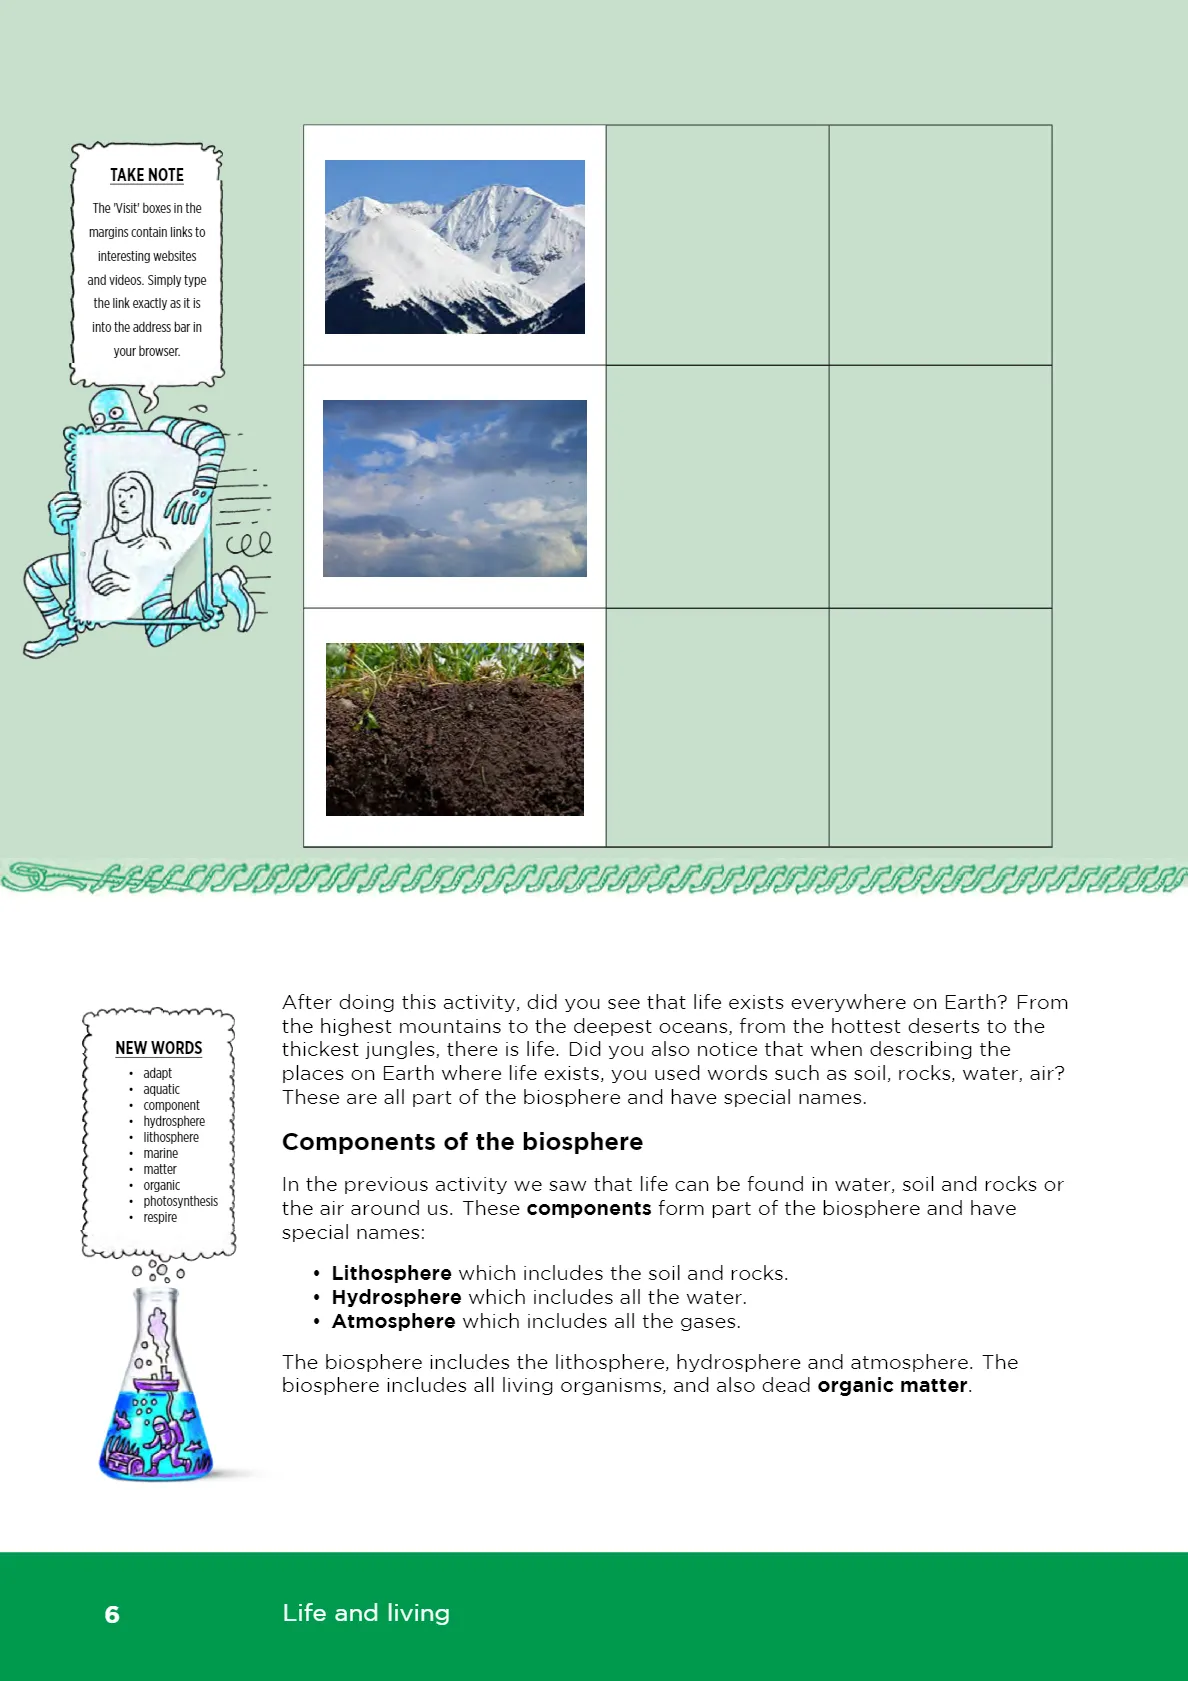 TAKE NOTE
The 'Visit' boxes in the
margins contain links to
interesting websites
and videos. Simply type
the link exactly as it is
into the address bar in
your browser.
After doing this activity, did you see that life exists everywhere on Earth? From
the highest mountains to the deepest oceans, from the hottest deserts to the
thickest jungles, there is life. Did you also notice that when describing the
places on Earth where life exists, you used words such as soil, rocks, water, air?
These are all part of the biosphere and have special names.
NEW WORDS
• adapt
• aquatic
• component
• hydrosphere
• lithosphere
• marine
• matter
• organic
• photosynthesis
• respire
Components of the biosphere
In the previous activity we saw that life can be found in water, soil and rocks or
the air around us. These components form part of the biosphere and have
special names:
• Lithosphere which includes the soil and rocks.
• Hydrosphere which includes all the water.
• Atmosphere which includes all the gases.
The biosphere includes the lithosphere, hydrosphere and atmosphere. The
biosphere includes all living organisms, and also dead organic matter.
6 Life and living